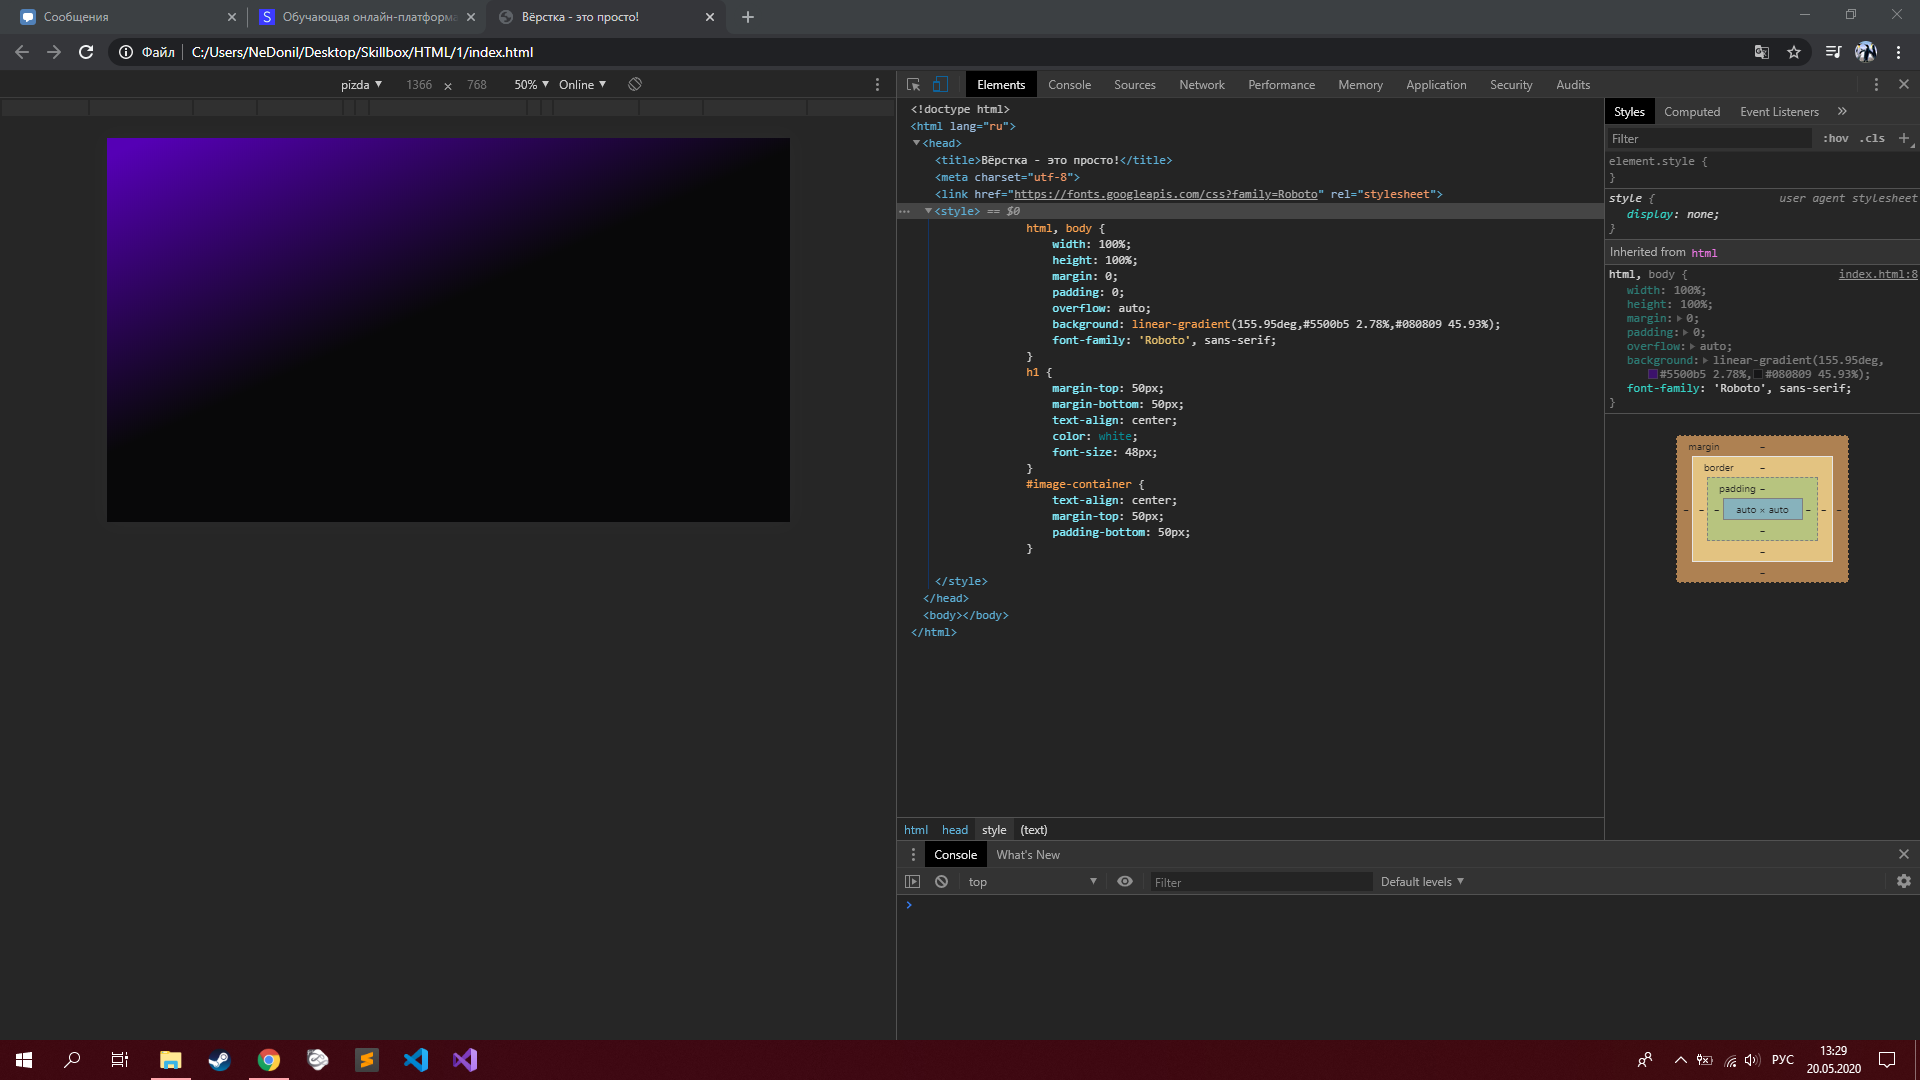 Сообщения
Обучающая онлайн-платформа
Вёрстка - это просто!
Файл C:/Users/NeDonil/Desktop/Skillbox/HTML/1/index.html
pizda 1366 x 768 50% Online
Elements Console Sources Network Performance Memory Application Security Audits
<!doctype html>
<html lang="ru">
<head>
<title>Вёрстка - это просто!</title>
<meta charset="utf-8">
<link href="https://fonts.googleapis.com/css?family=Roboto" rel="stylesheet">
<style> == $0
html, body {
width: 100%;
height: 100%;
margin: 0;
padding: 0;
overflow: auto;
background: linear-gradient(155.95deg,#5500b5 2.78%,#080809 45.93%);
font-family: 'Roboto', sans-serif;
}
h1 {
margin-top: 50px;
margin-bottom: 50px;
text-align: center;
color: white;
font-size: 48px;
}
#image-container {
text-align: center;
margin-top: 50px;
padding-bottom: 50px;
}
</style>
</head>
<body></body>
</html>
html head style (text)
Styles Computed Event Listeners »
Filter :hov .cls +
element.style {
}
style { user agent stylesheet
display: none;
}
Inherited from html
html, body { index.html:8
width: 100%;
height: 100%;
margin: 0;
padding: 0;
overflow: auto;
background: linear-gradient(155.95deg,
#5500b5 2.78%, #080809 45.93%);
font-family: 'Roboto', sans-serif;
}
margin –
border –
padding –
– – – auto × auto – – –
–
–
–
Console What's New
top Filter Default levels
>
РУС
13:29
20.05.2020